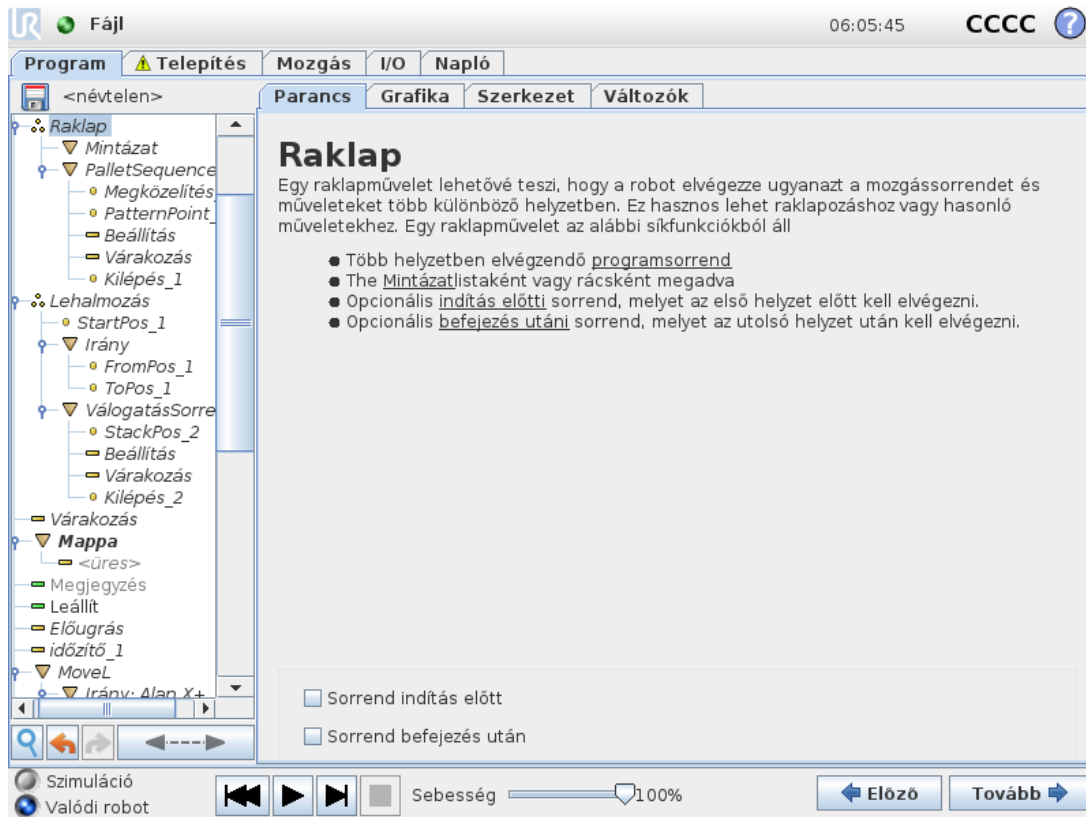 UR Fájl 06:05:45 CCCC ?
Program Telepítés Mozgás I/O Napló
<névtelen>
Parancs Grafika Szerkezet Változók
Raklap
Mintázat
PalletSequence
Megközelítés_
PatternPoint_
Beállítás
Várakozás
Kilépés_1
Lehalmozás
StartPos_1
Irány
FromPos_1
ToPos_1
VálogatásSorre
StackPos_2
Beállítás
Várakozás
Kilépés_2
Várakozás
Mappa
<üres>
Megjegyzés
Leállít
Előugrás
időzítő_1
MoveL
Irány: Alap X+
Raklap
Egy raklapművelet lehetővé teszi, hogy a robot elvégezze ugyanazt a mozgássorrendet és
műveleteket több különböző helyzetben. Ez hasznos lehet raklapozáshoz vagy hasonló
műveletekhez. Egy raklapművelet az alábbi síkfunkciókból áll
Több helyzetben elvégzendő programsorrend
The Mintázatlistaként vagy rácsként megadva
Opcionális indítás előtti sorrend, melyet az első helyzet előtt kell elvégezni.
Opcionális befejezés utáni sorrend, melyet az utolsó helyzet után kell elvégezni.
Sorrend indítás előtt
Sorrend befejezés után
Szimuláció
Valódi robot
Sebesség 100%
Előző Tovább